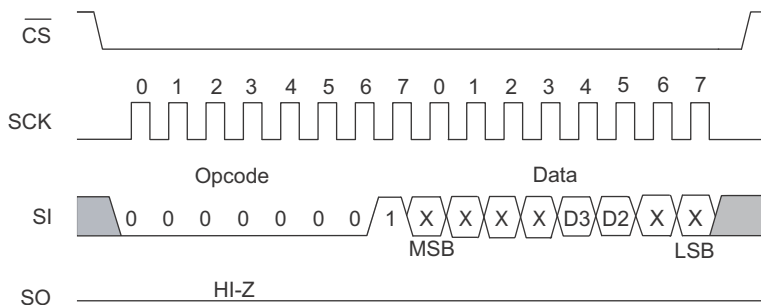 CS
0 1 2 3 4 5 6 7 0 1 2 3 4 5 6 7
SCK
Opcode Data
SI 0 0 0 0 0 0 0 1 X X X X D3 D2 X X
MSB LSB
HI-Z
SO